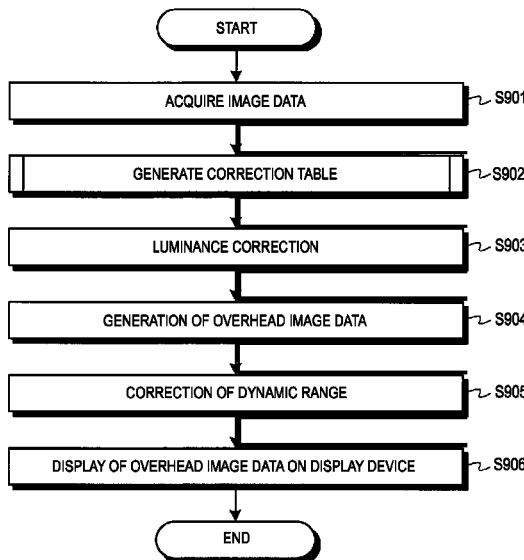 START
ACQUIRE IMAGE DATA S901
GENERATE CORRECTION TABLE S902
LUMINANCE CORRECTION S903
GENERATION OF OVERHEAD IMAGE DATA S904
CORRECTION OF DYNAMIC RANGE S905
DISPLAY OF OVERHEAD IMAGE DATA ON DISPLAY DEVICE S906
END